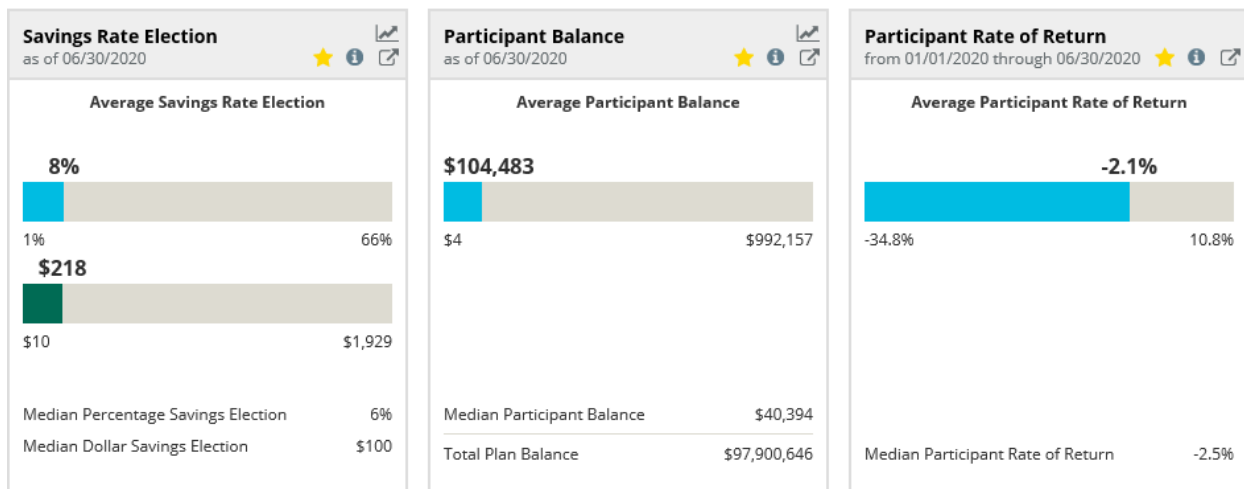 Savings Rate Election
as of 06/30/2020
Average Savings Rate Election
8%
1% 66%
$218
$10 $1,929
Median Percentage Savings Election 6%
Median Dollar Savings Election $100
Participant Balance
as of 06/30/2020
Average Participant Balance
$104,483
$4 $992,157
Median Participant Balance $40,394
Total Plan Balance $97,900,646
Participant Rate of Return
from 01/01/2020 through 06/30/2020
Average Participant Rate of Return
-2.1%
-34.8% 10.8%
Median Participant Rate of Return -2.5%